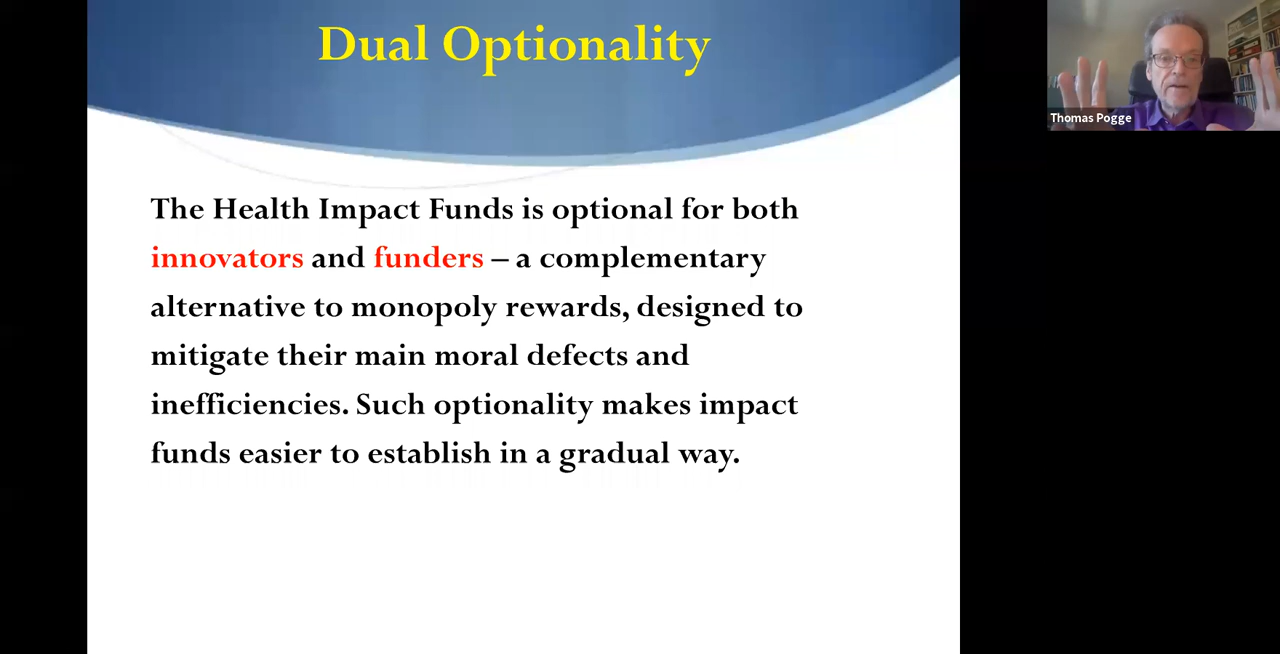 Dual Optionality
Thomas Pogge
The Health Impact Funds is optional for both
innovators and funders – a complementary
alternative to monopoly rewards, designed to
mitigate their main moral defects and
inefficiencies. Such optionality makes impact
funds easier to establish in a gradual way.